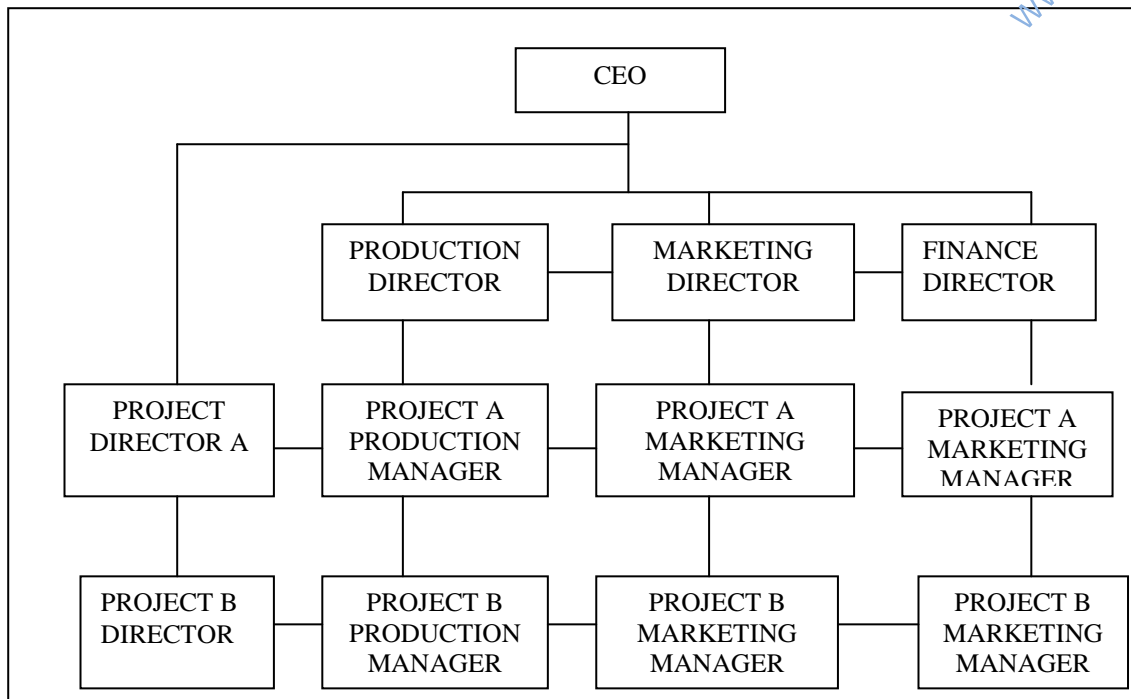 CEO
PRODUCTION
DIRECTOR
MARKETING
DIRECTOR
FINANCE
DIRECTOR
PROJECT
DIRECTOR A
PROJECT A
PRODUCTION
MANAGER
PROJECT A
MARKETING
MANAGER
PROJECT A
MARKETING
MANAGER
PROJECT B
DIRECTOR
PROJECT B
PRODUCTION
MANAGER
PROJECT B
MARKETING
MANAGER
PROJECT B
MARKETING
MANAGER